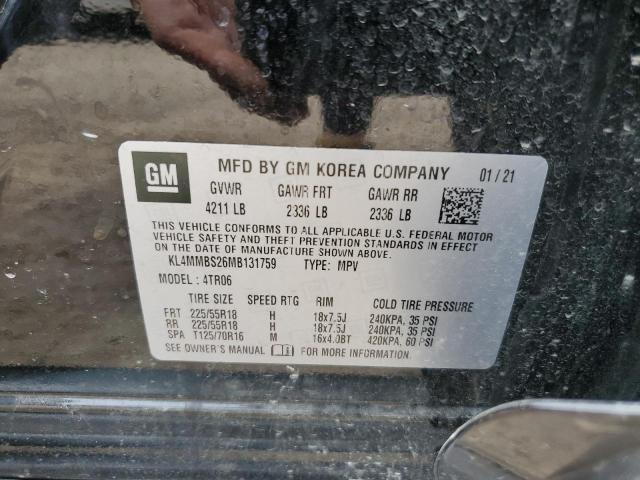 GM MFD BY GM KOREA COMPANY 01/21
GVWR GAWR FRT GAWR RR
4211 LB 2336 LB 2336 LB
THIS VEHICLE CONFORMS TO ALL APPLICABLE U.S. FEDERAL MOTOR
VEHICLE SAFETY AND THEFT PREVENTION STANDARDS IN EFFECT
ON THE DATE OF MANUFACTURE SHOWN ABOVE.
KL4MMBS26MB131759 TYPE: MPV
MODEL: 4TR06
TIRE SIZE SPEED RTG RIM COLD TIRE PRESSURE
FRT 225/55R18 H 18x7.5J 240KPA, 35 PSI
RR 225/55R18 H 18x7.5J 240KPA, 35 PSI
SPA T125/70R16 M 16x4.0BT 420KPA, 60 PSI
SEE OWNER'S MANUAL FOR MORE INFORMATION.